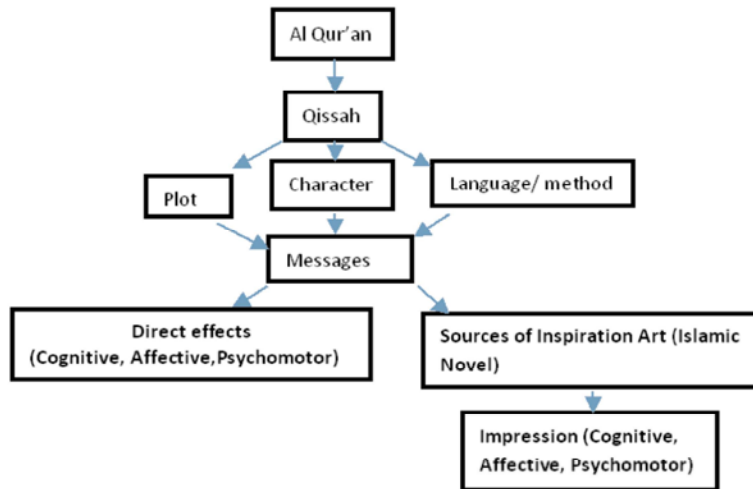 Al Qur’an
Qissah
Plot
Character
Language/ method
Messages
Direct effects
(Cognitive, Affective,Psychomotor)
Sources of Inspiration Art (Islamic
Novel)
Impression (Cognitive,
Affective, Psychomotor)